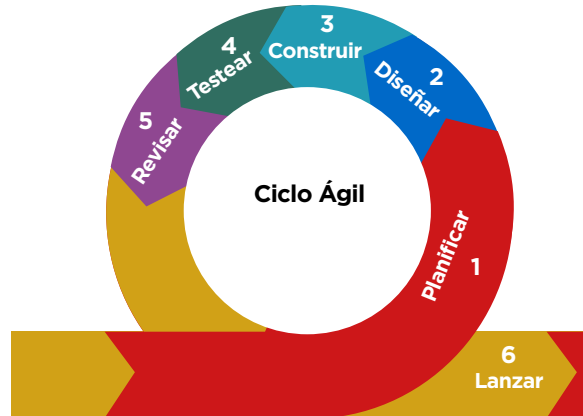 Ciclo Ágil
1
Planificar
2
Diseñar
3
Construir
4
Testear
5
Revisar
6
Lanzar